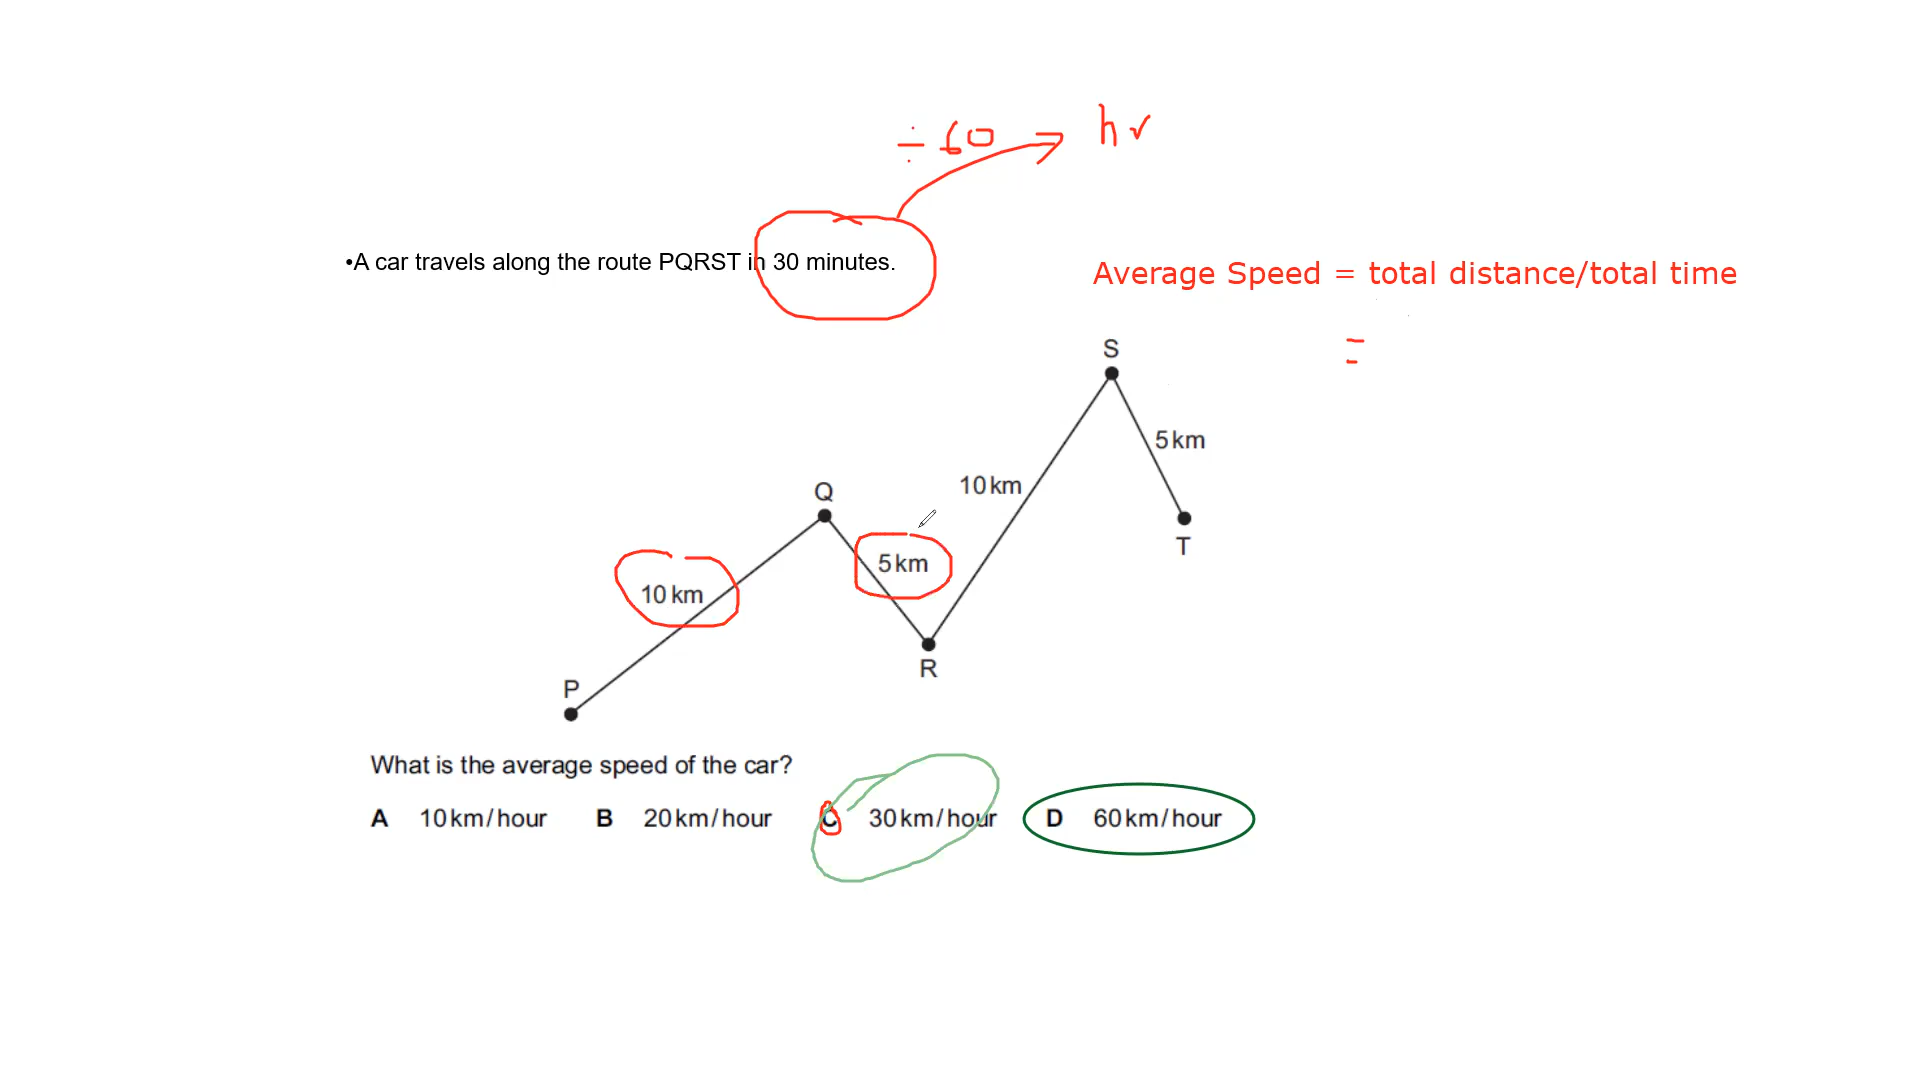 ÷ 60 hr
•A car travels along the route PQRST in 30 minutes.
Average Speed = total distance/total time
=
S
5 km
10 km
Q
T
5 km
10 km
R
P
What is the average speed of the car?
A 10 km/hour B 20 km/hour C 30 km/hour D 60 km/hour